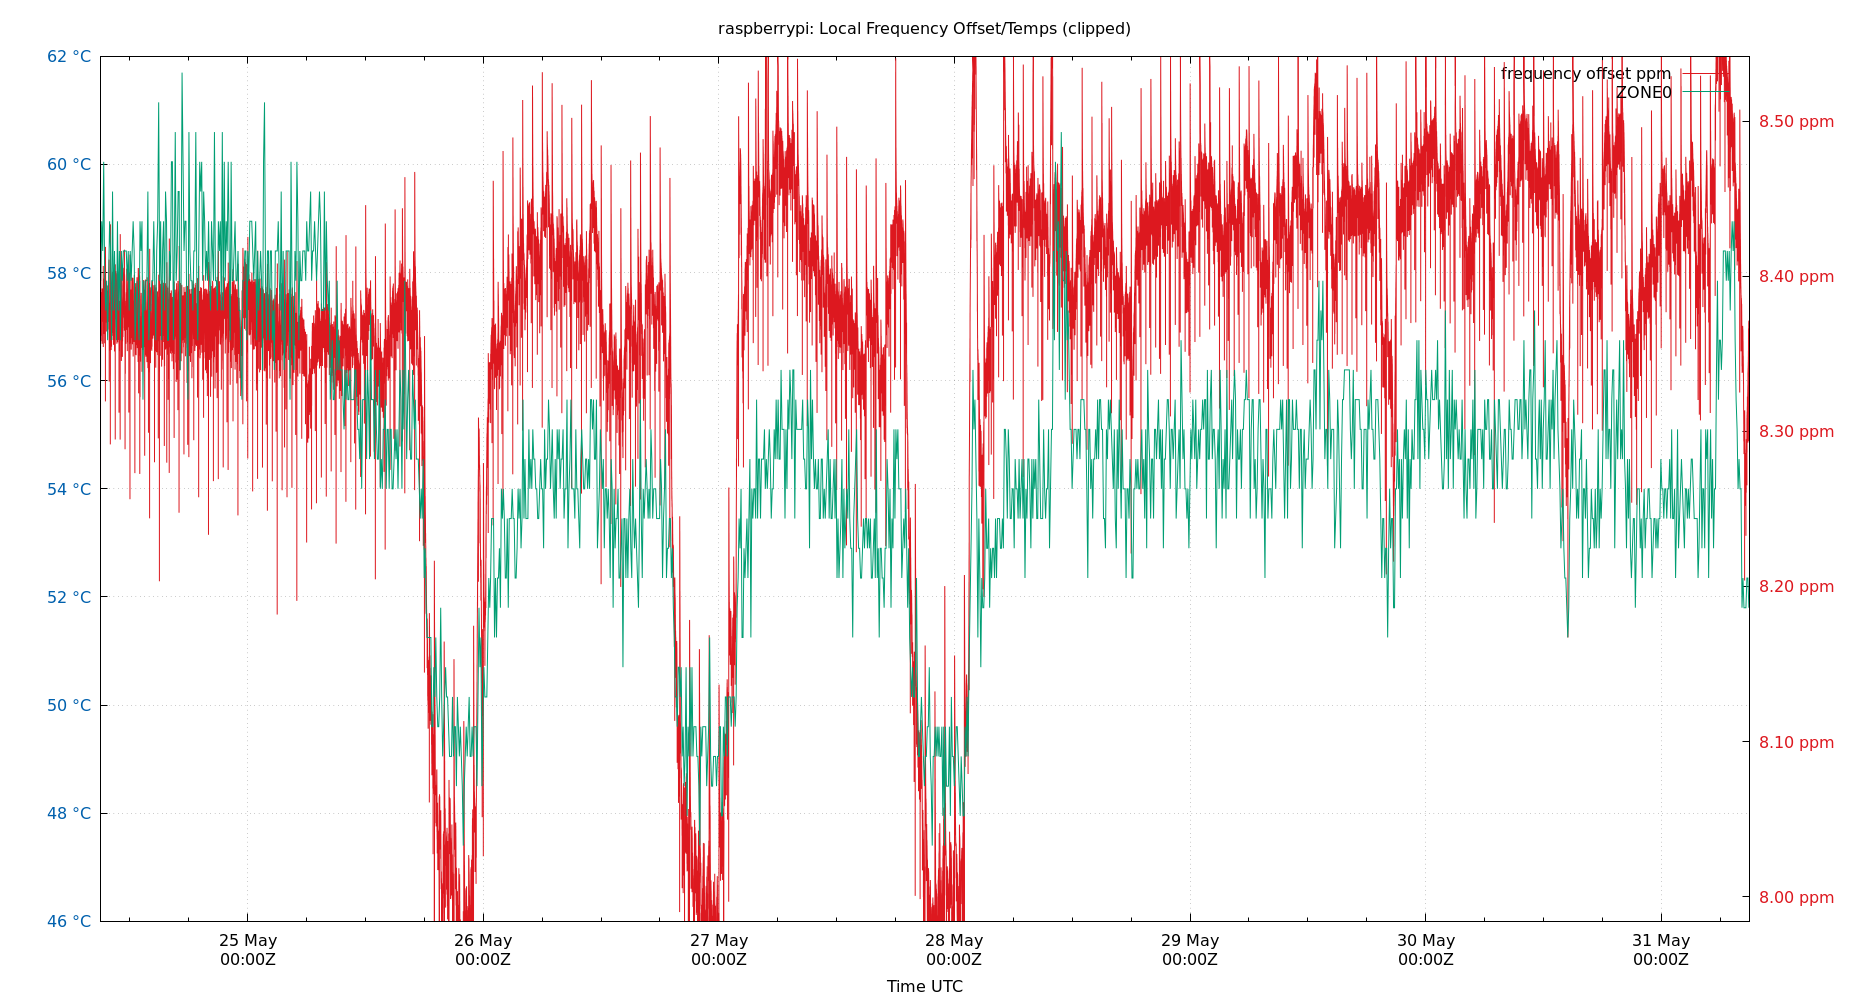 raspberrypi: Local Frequency Offset/Temps (clipped)
62 °C
60 °C
58 °C
56 °C
54 °C
52 °C
50 °C
48 °C
46 °C
frequency offset ppm
ZONE0
8.50 ppm
8.40 ppm
8.30 ppm
8.20 ppm
8.10 ppm
8.00 ppm
25 May 26 May 27 May 28 May 29 May 30 May 31 May
00:00Z 00:00Z 00:00Z 00:00Z 00:00Z 00:00Z 00:00Z
Time UTC